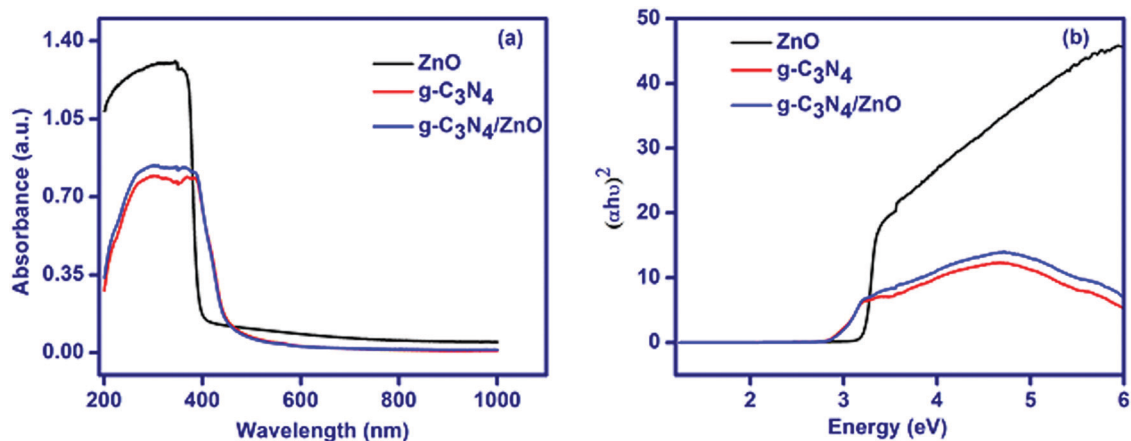 (a)
ZnO
g-C₃N₄
g-C₃N₄/ZnO
Absorbance (a.u.)
1.40
1.05
0.70
0.35
0.00
200 400 600 800 1000
Wavelength (nm)
(b)
ZnO
g-C₃N₄
g-C₃N₄/ZnO
(αhυ)²
50
40
30
20
10
0
2 3 4 5 6
Energy (eV)